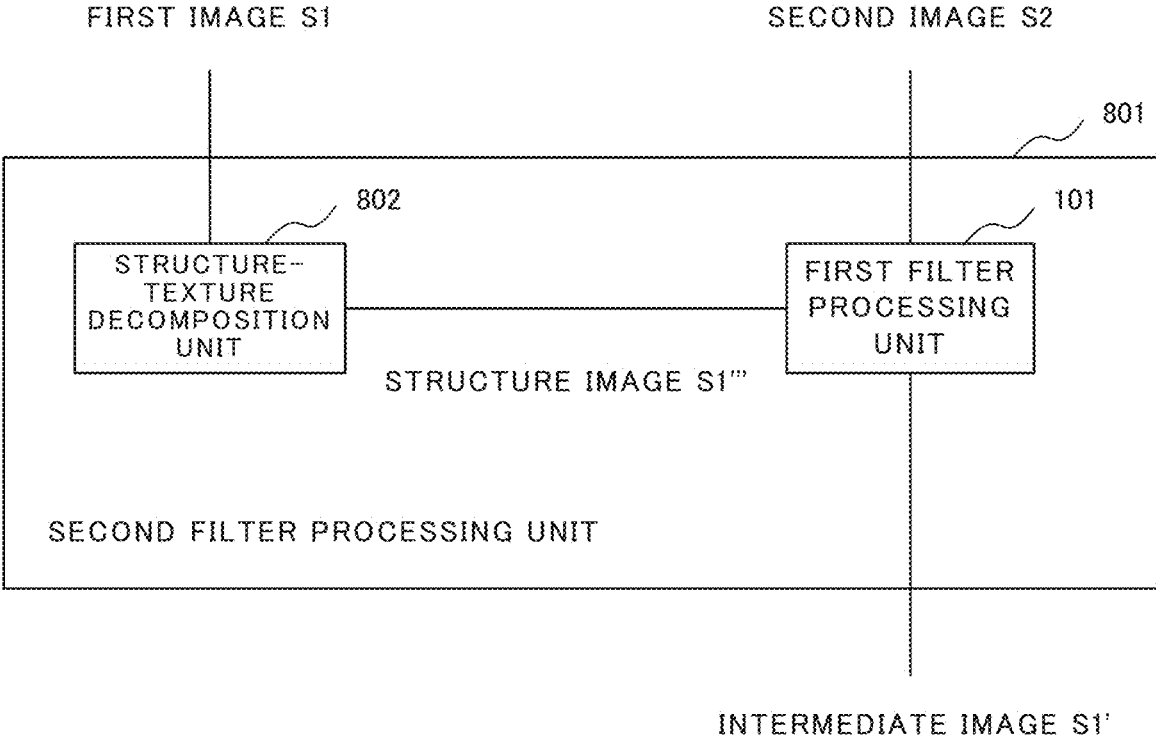 FIRST IMAGE S1
SECOND IMAGE S2
801
802
101
STRUCTURE-
TEXTURE
DECOMPOSITION
UNIT
FIRST FILTER
PROCESSING
UNIT
STRUCTURE IMAGE S1'''
SECOND FILTER PROCESSING UNIT
INTERMEDIATE IMAGE S1'